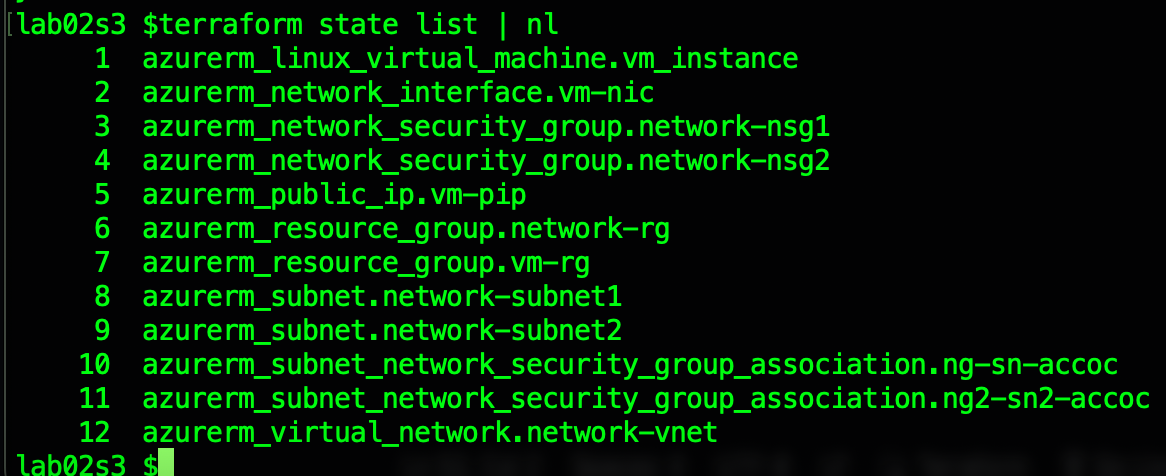 lab02s3 $terraform state list | nl
1 azurerm_linux_virtual_machine.vm_instance
2 azurerm_network_interface.vm-nic
3 azurerm_network_security_group.network-nsg1
4 azurerm_network_security_group.network-nsg2
5 azurerm_public_ip.vm-pip
6 azurerm_resource_group.network-rg
7 azurerm_resource_group.vm-rg
8 azurerm_subnet.network-subnet1
9 azurerm_subnet.network-subnet2
10 azurerm_subnet_network_security_group_association.ng-sn-accoc
11 azurerm_subnet_network_security_group_association.ng2-sn2-accoc
12 azurerm_virtual_network.network-vnet
lab02s3 $